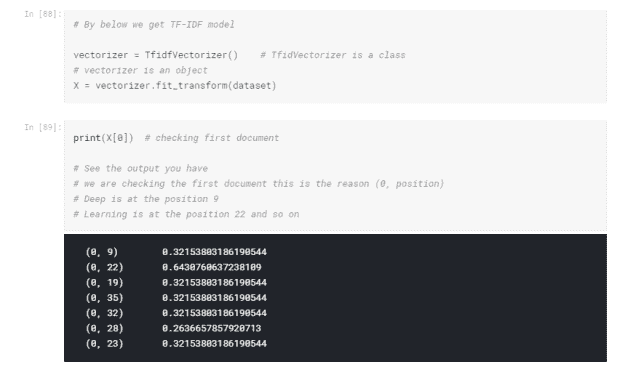 In [88]:
# By below we get TF-IDF model
vectorizer = TfidfVectorizer()    # TfidVectorizer is a class
# vectorizer is an object
X = vectorizer.fit_transform(dataset)
In [89]:
print(X[0])  # checking first document
# See the output you have
# we are checking the first document this is the reason (0, position)
# Deep is at the position 9
# Learning is at the position 22 and so on
(0, 9)        0.32153803186190544
(0, 22)       0.6430760637238109
(0, 19)       0.32153803186190544
(0, 35)       0.32153803186190544
(0, 32)       0.32153803186190544
(0, 28)       0.2636657857920713
(0, 23)       0.32153803186190544